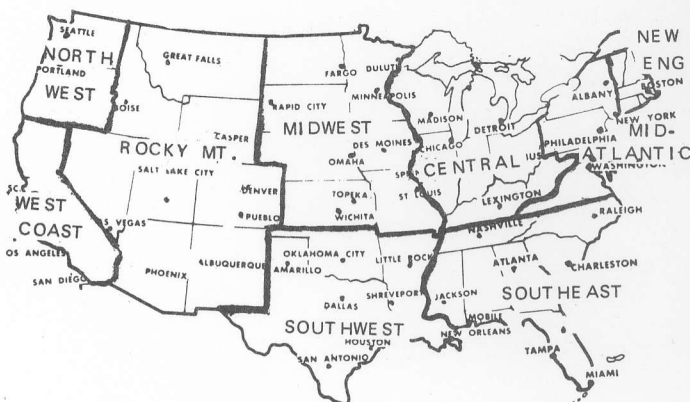 SEATTLE
NORTH
PORTLAND
WEST
BOISE
GREAT FALLS
FARGO
DULUTH
MINNEAPOLIS
RAPID CITY
MIDWEST
MADISON
DETROIT
ALBANY
NEW
ENG
BOSTON
NEW YORK
PHILADELPHIA
MID-
ATLANTIC
WASHINGTON
CASPER
ROCKY MT.
SALT LAKE CITY
DENVER
PUEBLO
DES MOINES
OMAHA
CHICAGO
CENTRAL
ST LOUIS
TOPEKA
WICHITA
LEXINGTON
NASHVILLE
RALEIGH
WEST
COAST
VEGAS
OS ANGELES
SAN DIEGO
PHOENIX
ALBUQUERQUE
OKLAHOMA CITY
AMARILLO
LITTLE ROCK
ATLANTA
CHARLESTON
DALLAS
SHREVEPORT
JACKSON
SOUTHEAST
MOBILE
NEW ORLEANS
SOUTHWEST
HOUSTON
SAN ANTONIO
TAMPA
MIAMI